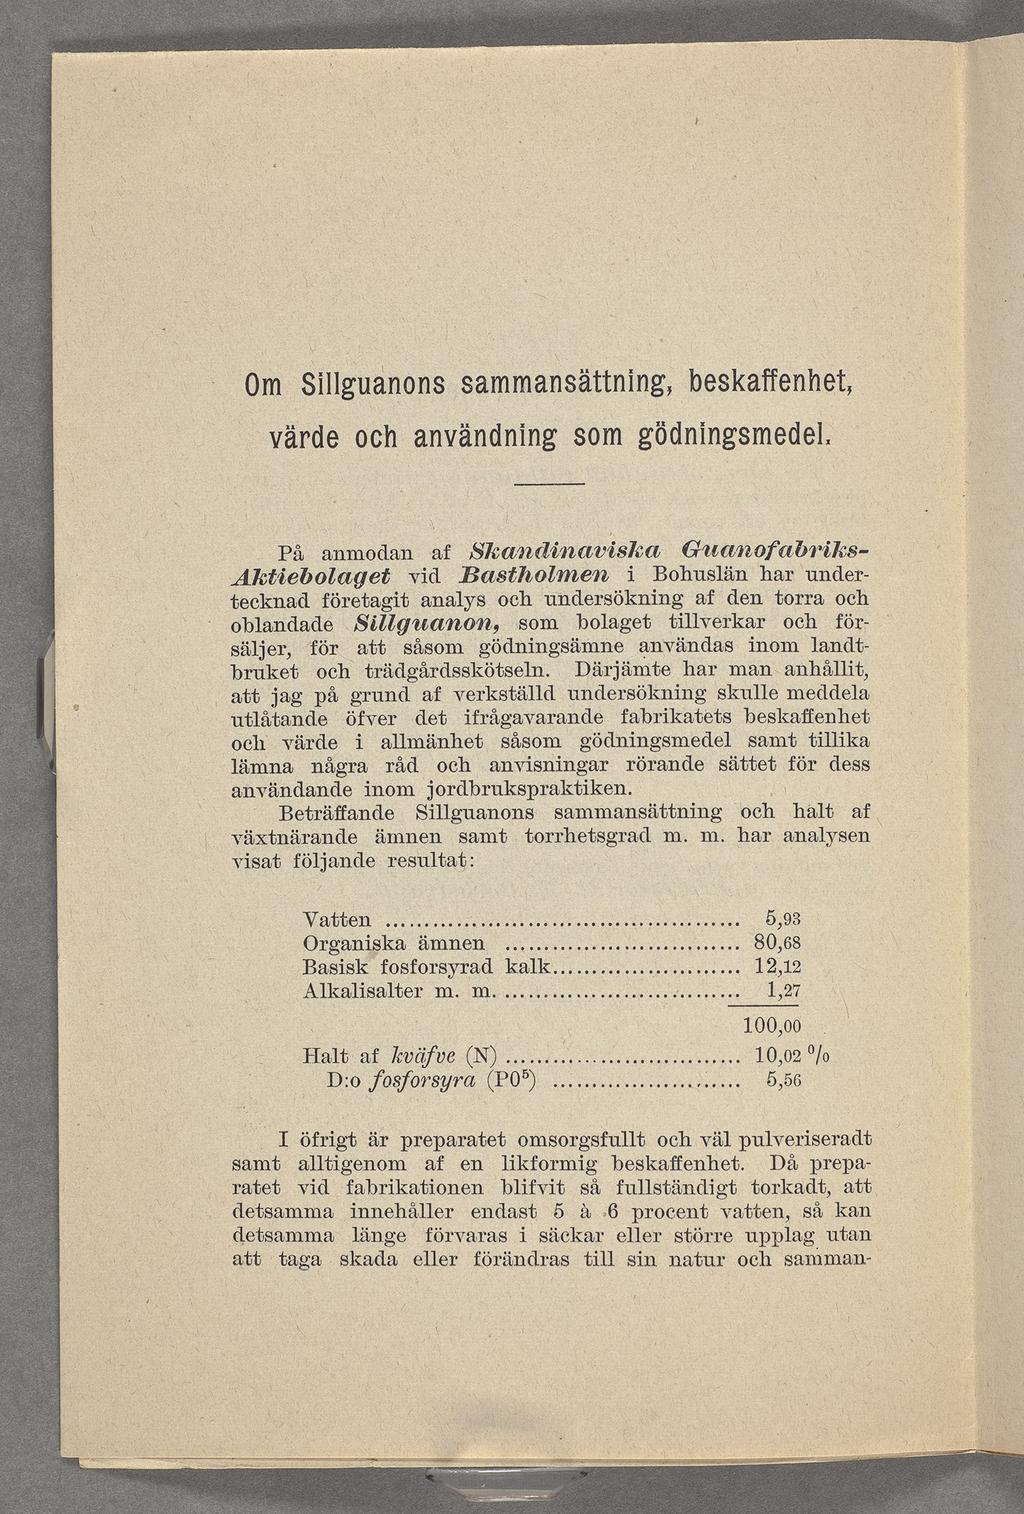 Om Sillguanons sammansättning, beskaffenhet,
värde och användning som gödningsmedel.
På anmodan af Skandinaviska Guanofabriks-
Aktiebolaget vid Bastholmen i Bohuslän har under-
tecknad företagit analys och undersökning af den torra och
oblandade Sillguanon, som bolaget tillverkar och för-
säljer, för att såsom gödningsämne användas inom landt-
bruket och trädgårdsskötseln. Därjämte har man anhållit,
att jag på grund af verkställd undersökning skulle meddela
utlåtande öfver det ifrågavarande fabrikatets beskaffenhet
och värde i allmänhet såsom gödningsmedel samt tillika
lämna några råd och anvisningar rörande sättet för dess
användande inom jordbrukspraktiken.
Beträffande Sillguanons sammansättning och halt af
växtnärande ämnen samt torrhetsgrad m. m. har analysen
visat följande resultat:
Vatten ........................................ 5,93
Organiska ämnen ........................................ 80,68
Basisk fosforsyrad kalk........................................ 12,12
Alkalisalter m. m. ........................................ 1,27
100,00
Halt af kväfve (N) ........................................ 10,02 %
D:o fosforsyra (PO⁵) ........................................ 5,56
I öfrigt är preparatet omsorgsfullt och väl pulveriseradt
samt alltigenom af en likformig beskaffenhet. Då prepa-
ratet vid fabrikationen blifvit så fullständigt torkadt, att
detsamma innehåller endast 5 à 6 procent vatten, så kan
detsamma länge förvaras i säckar eller större upplag utan
att taga skada eller förändras till sin natur och samman-